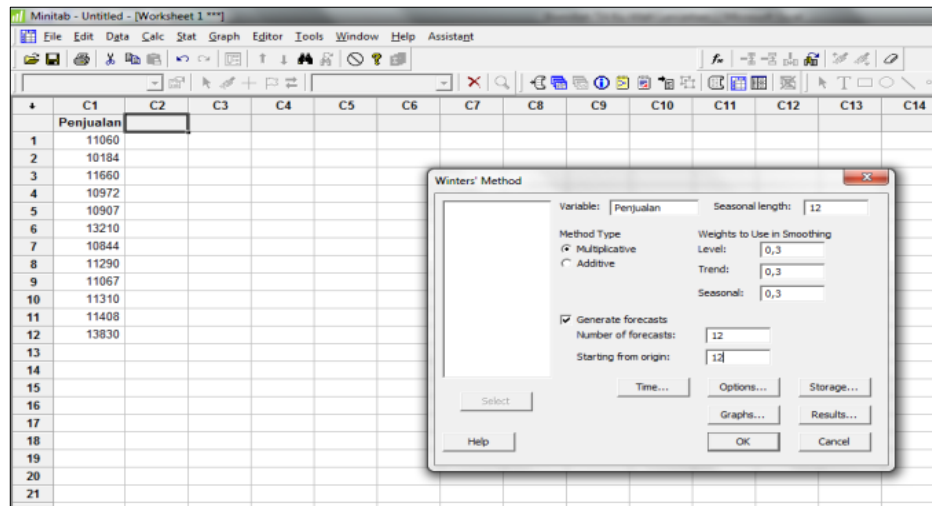 Minitab - Untitled - [Worksheet 1 ***]
File Edit Data Calc Stat Graph Editor Tools Window Help Assistant
C1 C2 C3 C4 C5 C6 C7 C8 C9 C10 C11 C12 C13 C14
Penjualan
1 11060
2 10184
3 11660
4 10972
5 10907
6 13210
7 10844
8 11290
9 11067
10 11310
11 11408
12 13830
13
14
15
16
17
18
19
20
21
Winters' Method
Variable: Penjualan Seasonal length: 12
Method Type Weights to Use in Smoothing
Multiplicative Level: 0,3
Additive
Trend: 0,3
Seasonal: 0,3
Generate forecasts
Number of forecasts: 12
Starting from origin: 12
Time... Options... Storage...
Select
Graphs... Results...
Help OK Cancel